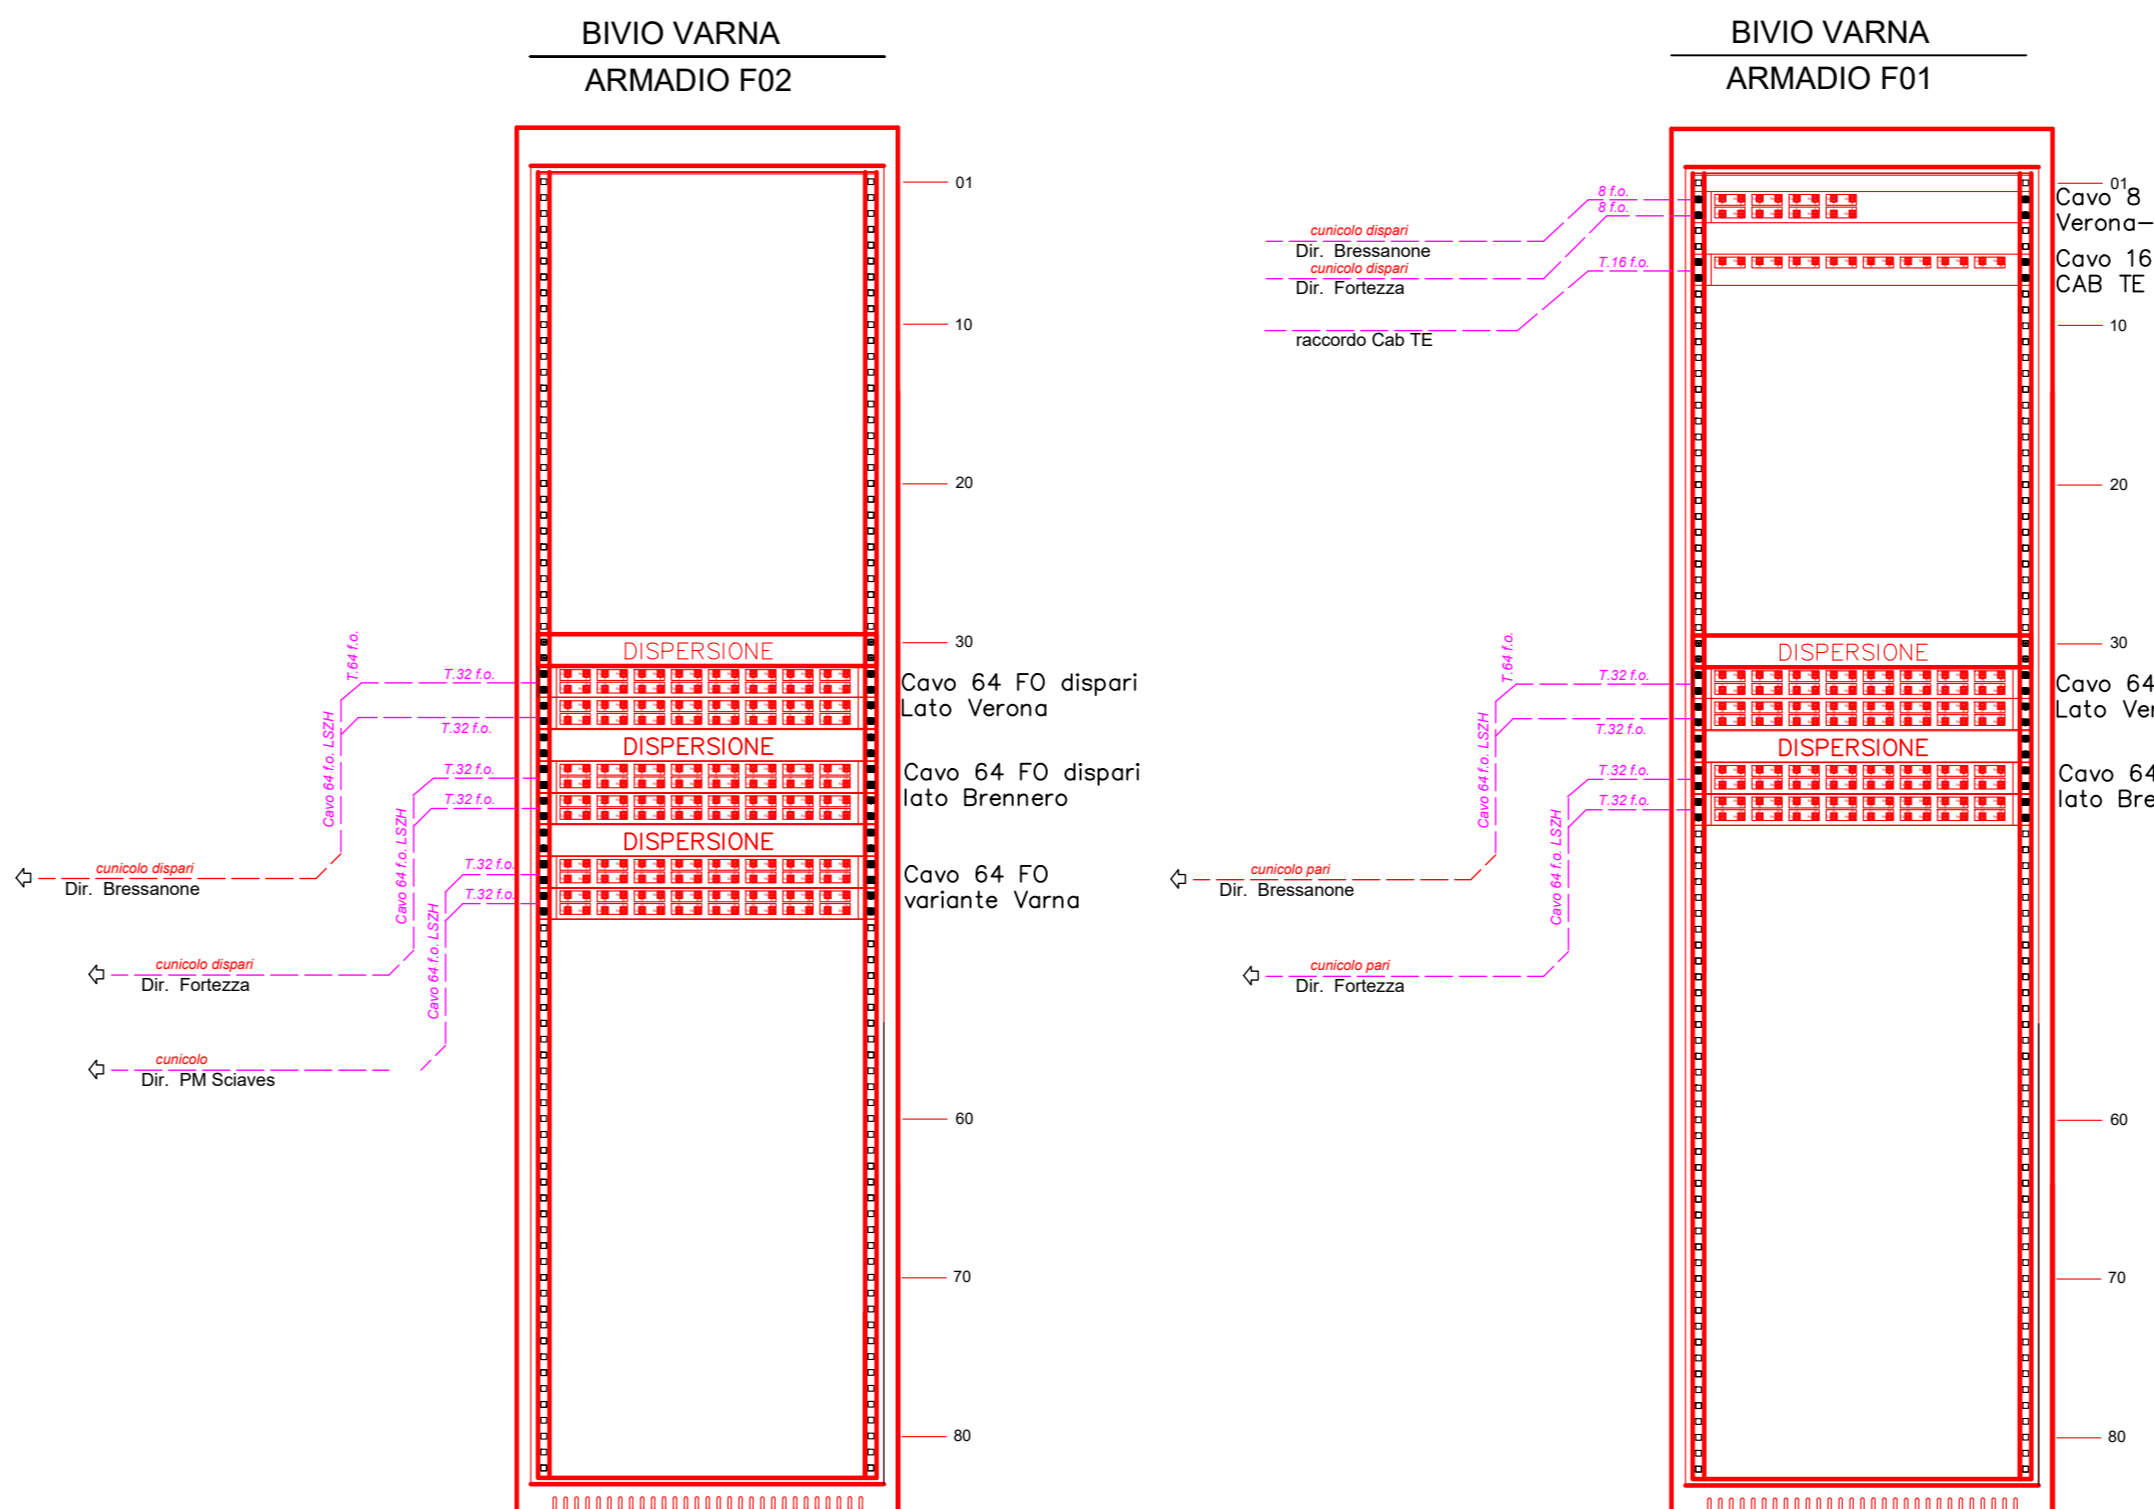 BIVIO VARNA
ARMADIO F02
01
10
20
30
60
70
80
DISPERSIONE
DISPERSIONE
DISPERSIONE
T.64 f.o.
T.32 f.o.
T.32 f.o.
T.32 f.o.
T.32 f.o.
T.32 f.o.
T.32 f.o.
Cavo 64 f.o. LSZH
Cavo 64 f.o. LSZH
Cavo 64 f.o. LSZH
Cavo 64 FO dispari
Lato Verona
Cavo 64 FO dispari
lato Brennero
Cavo 64 FO
variante Varna
cunicolo dispari
Dir. Bressanone
cunicolo dispari
Dir. Fortezza
cunicolo
Dir. PM Sciaves
BIVIO VARNA
ARMADIO F01
8 f.o.
8 f.o.
T.16 f.o.
cunicolo dispari
Dir. Bressanone
cunicolo dispari
Dir. Fortezza
raccordo Cab TE
01
Cavo 8
Verona-
Cavo 16
CAB TE
10
20
30
60
70
80
DISPERSIONE
DISPERSIONE
T.64 f.o.
T.32 f.o.
T.32 f.o.
T.32 f.o.
T.32 f.o.
Cavo 64 f.o. LSZH
Cavo 64 f.o. LSZH
Cavo 64
Lato Ver
Cavo 64
lato Bre
cunicolo pari
Dir. Bressanone
cunicolo pari
Dir. Fortezza